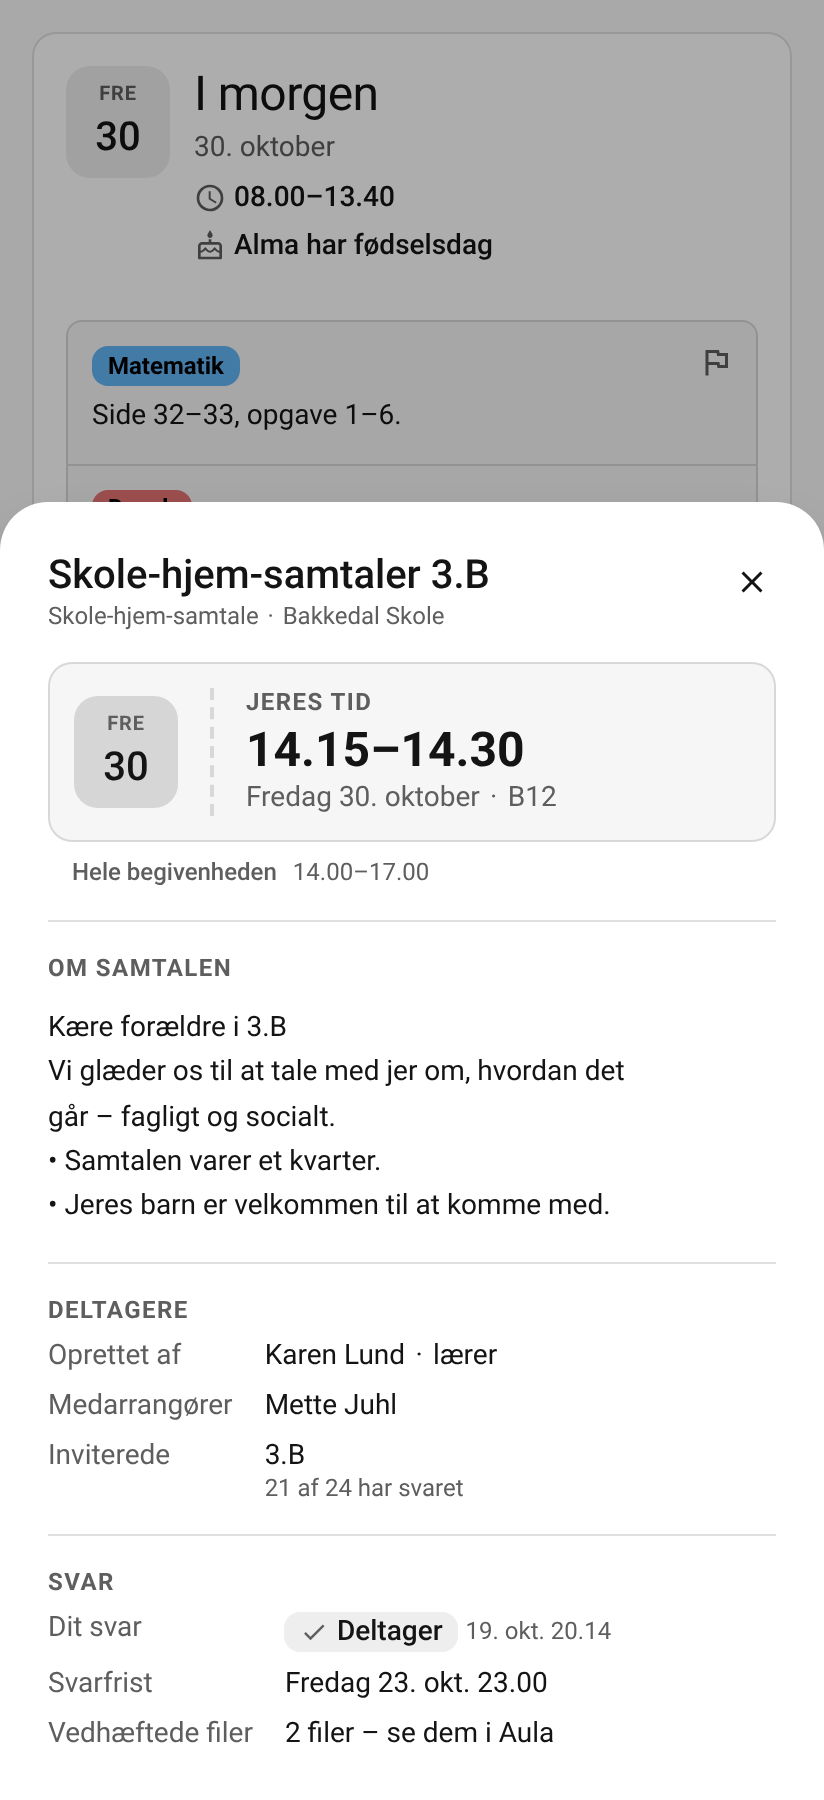 FRE
30
I morgen
30. oktober
08.00–13.40
Alma har fødselsdag
Matematik
Side 32–33, opgave 1–6.
Skole-hjem-samtaler 3.B
Skole-hjem-samtale · Bakkedal Skole
FRE
30
JERES TID
14.15–14.30
Fredag 30. oktober · B12
Hele begivenheden 14.00–17.00
OM SAMTALEN
Kære forældre i 3.B
Vi glæder os til at tale med jer om, hvordan det
går – fagligt og socialt.
• Samtalen varer et kvarter.
• Jeres barn er velkommen til at komme med.
DELTAGERE
Oprettet af Karen Lund · lærer
Medarrangører Mette Juhl
Inviterede 3.B
21 af 24 har svaret
SVAR
Dit svar Deltager 19. okt. 20.14
Svarfrist Fredag 23. okt. 23.00
Vedhæftede filer 2 filer – se dem i Aula